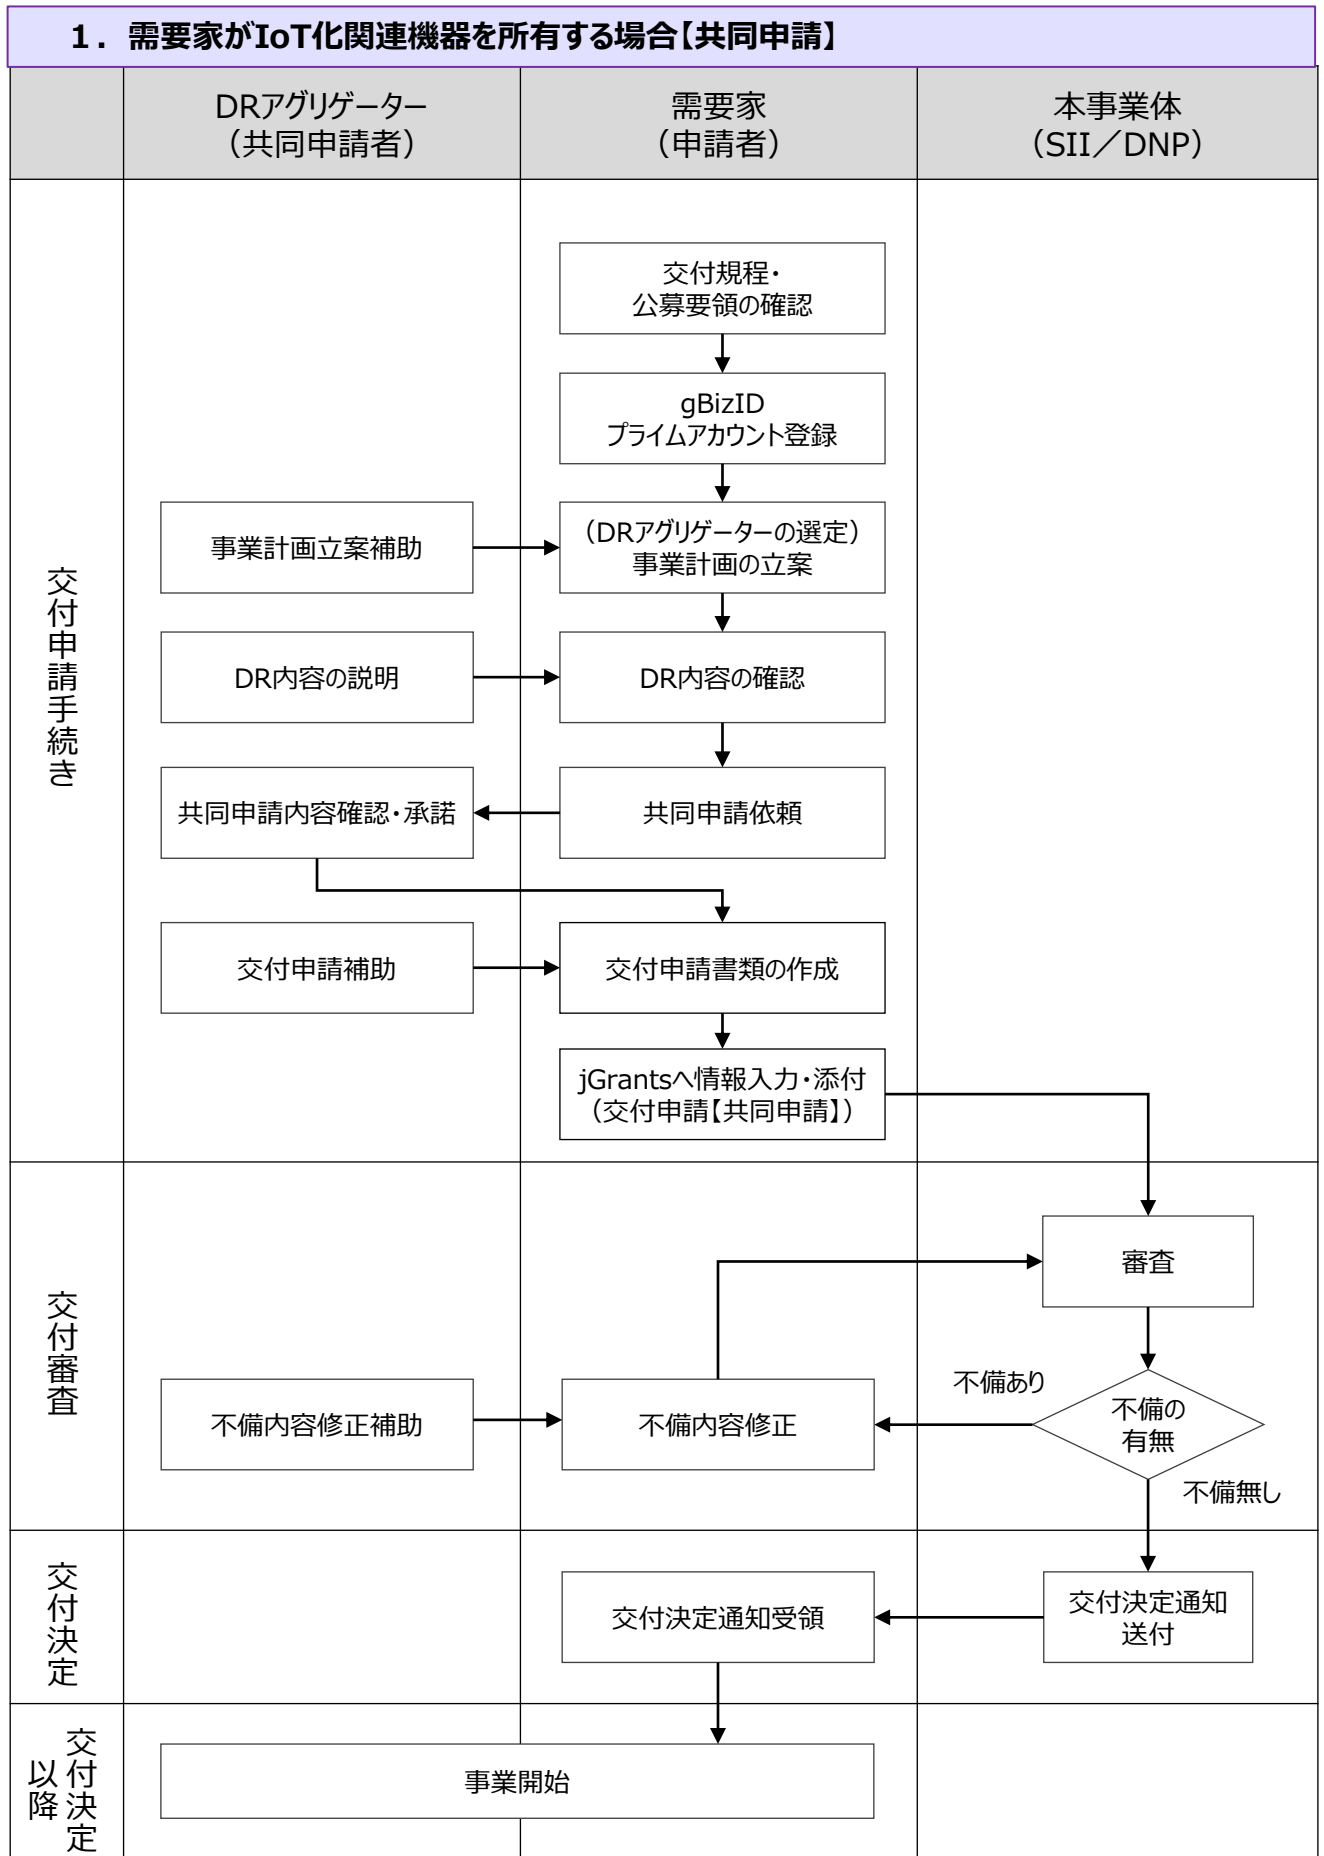 1．需要家がIoT化関連機器を所有する場合【共同申請】
DRアグリゲーター
（共同申請者）
需要家
（申請者）
本事業体
（SII／DNP）
交付申請手続き
交付規程・
公募要領の確認
gBizID
プライムアカウント登録
事業計画立案補助
（DRアグリゲーターの選定）
事業計画の立案
DR内容の説明
DR内容の確認
共同申請内容確認・承諾
共同申請依頼
交付申請補助
交付申請書類の作成
jGrantsへ情報入力・添付
（交付申請【共同申請】）
交付審査
審査
不備内容修正補助
不備内容修正
不備あり
不備の
有無
不備無し
交付決定
交付決定通知受領
交付決定通知
送付
交付決定
以降
事業開始